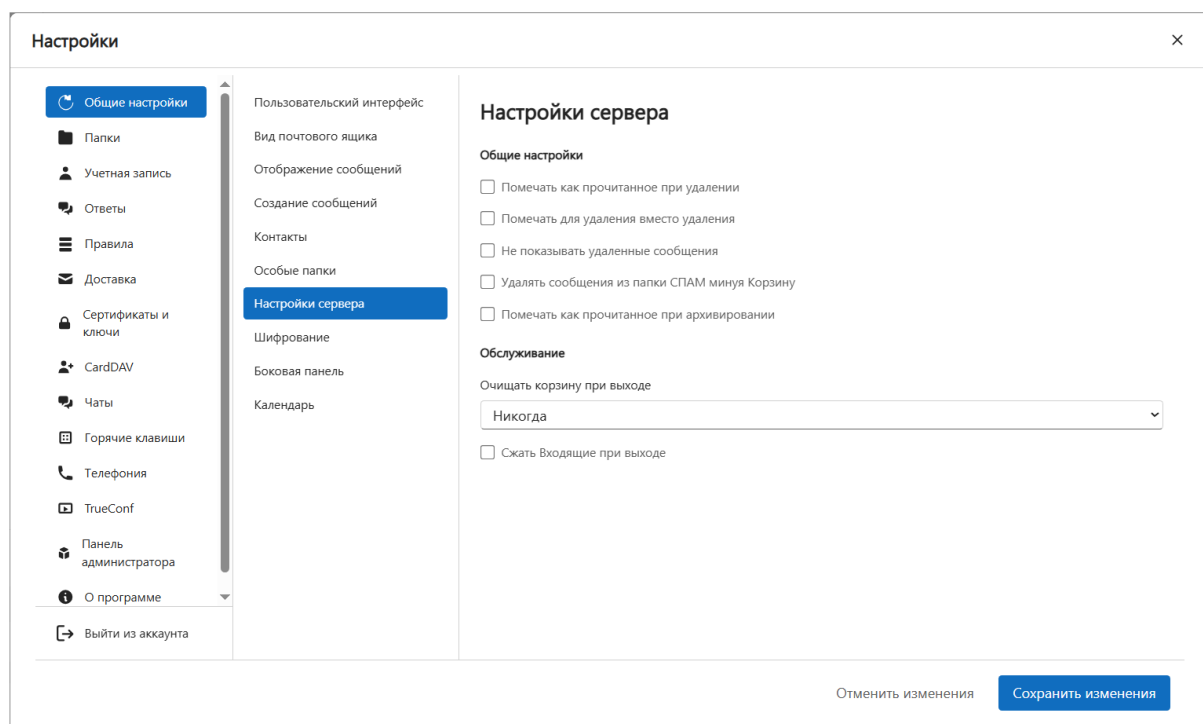 Настройки
Общие настройки
Папки
Учетная запись
Ответы
Правила
Доставка
Сертификаты и
ключи
CardDAV
Чаты
Горячие клавиши
Телефония
TrueConf
Панель
администратора
О программе
Выйти из аккаунта
Пользовательский интерфейс
Вид почтового ящика
Отображение сообщений
Создание сообщений
Контакты
Особые папки
Настройки сервера
Шифрование
Боковая панель
Календарь
Настройки сервера
Общие настройки
Помечать как прочитанное при удалении
Помечать для удаления вместо удаления
Не показывать удаленные сообщения
Удалять сообщения из папки СПАМ минуя Корзину
Помечать как прочитанное при архивировании
Обслуживание
Очищать корзину при выходе
Никогда
Сжать Входящие при выходе
Отменить изменения
Сохранить изменения